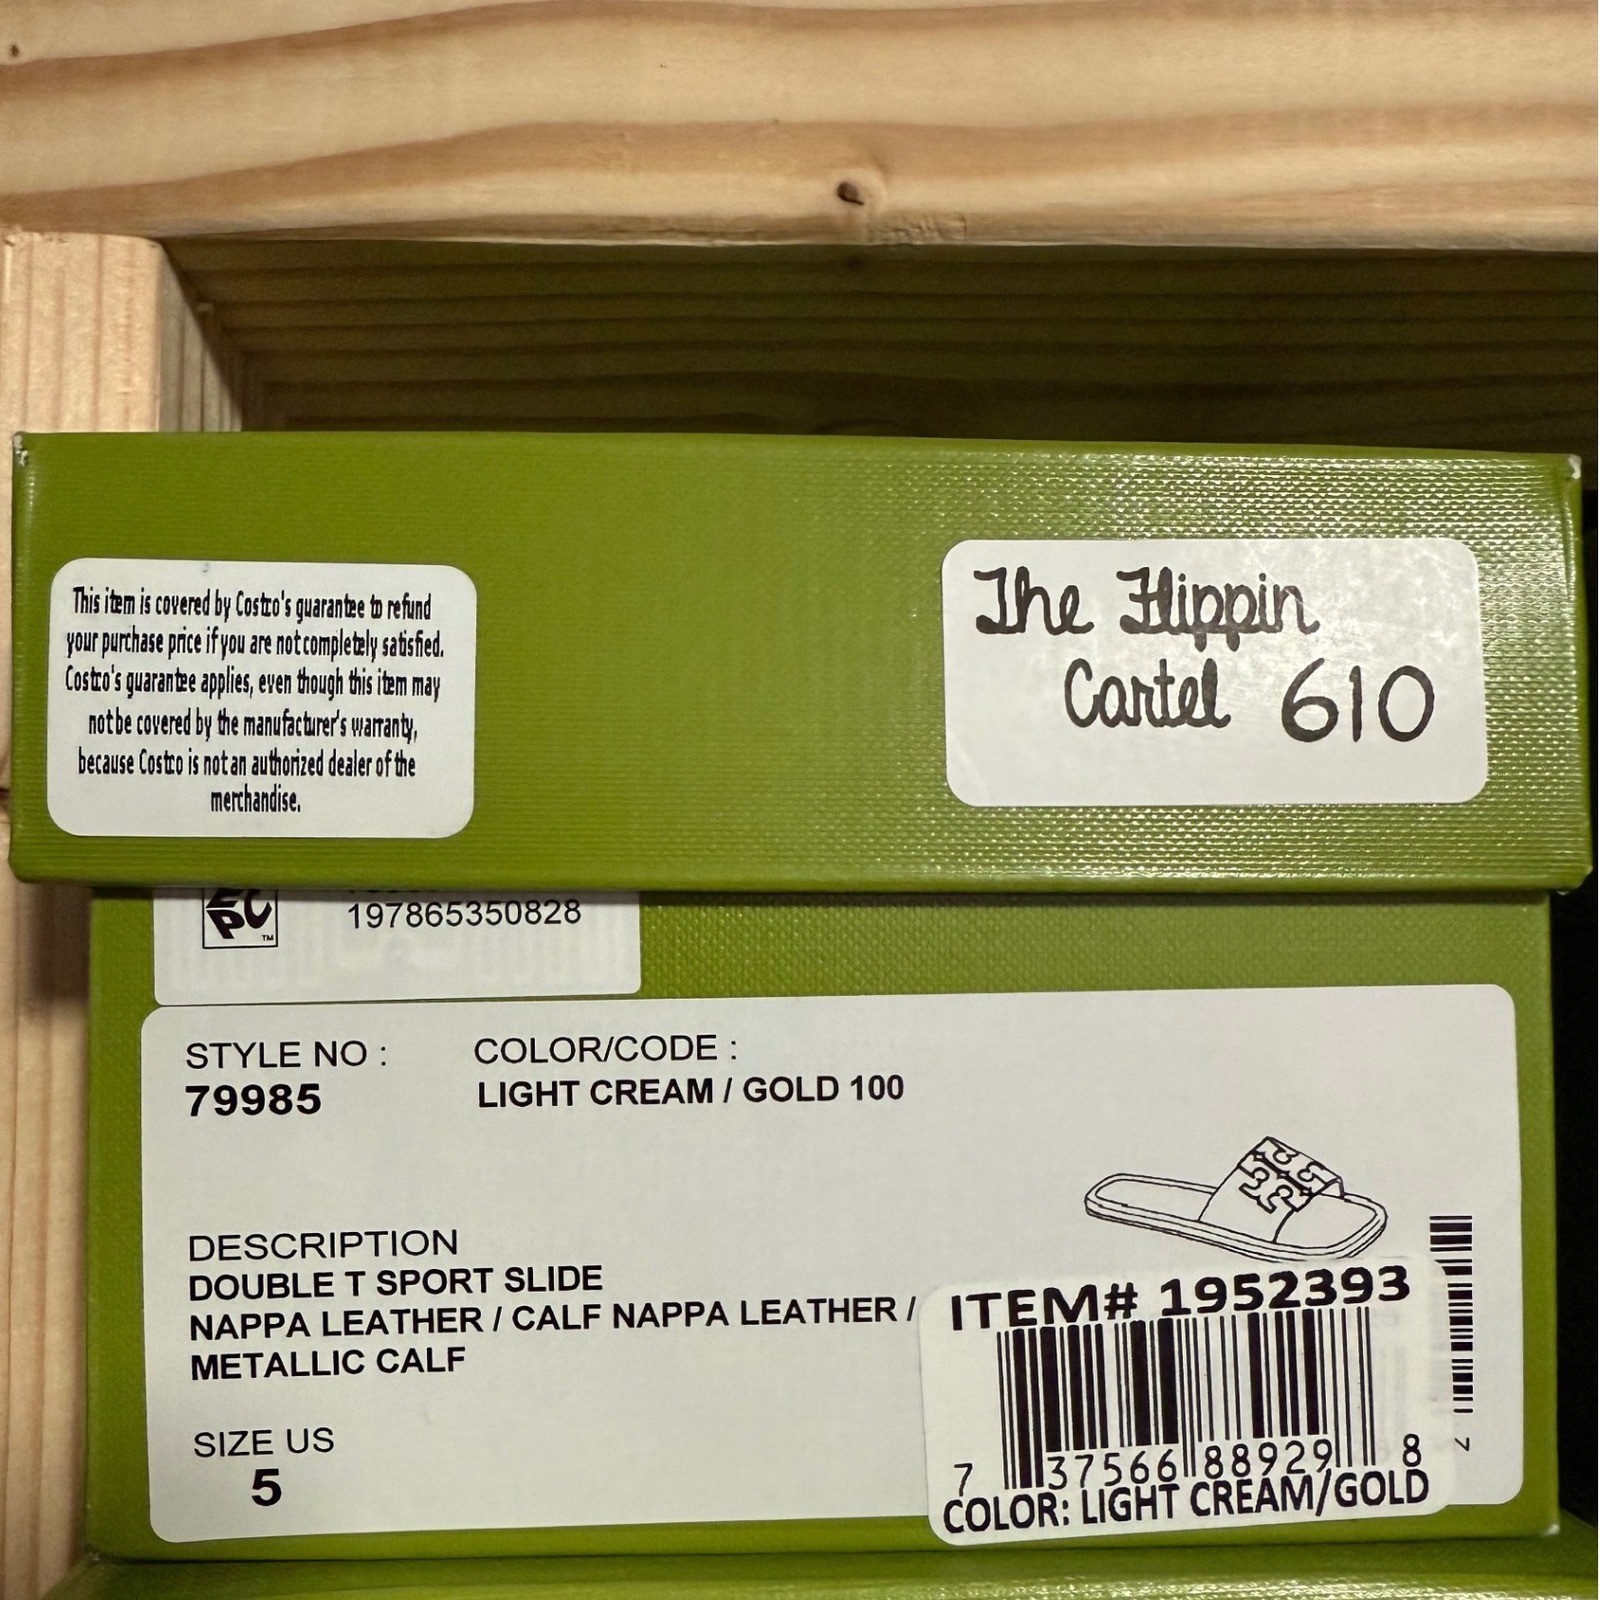 This item is covered by Costco's guarantee to refund
your purchase price if you are not completely satisfied.
Costco's guarantee applies, even though this item may
not be covered by the manufacturer's warranty,
because Costco is not an authorized dealer of the
merchandise.
The Flippin
Cartel 610
TM
197865350828
STYLE NO :
79985
COLOR/CODE :
LIGHT CREAM / GOLD 100
DESCRIPTION
DOUBLE T SPORT SLIDE
NAPPA LEATHER / CALF NAPPA LEATHER /
METALLIC CALF
SIZE US
5
ITEM# 1952393
7 37566 88929 8
COLOR: LIGHT CREAM/GOLD
7